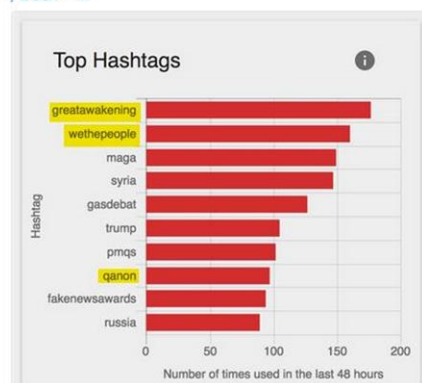 Top Hashtags
i
greatawakening
wethepeople
maga
syria
gasdebat
trump
pmqs
qanon
fakenewsawards
russia
Hashtag
0 50 100 150 200
Number of times used in the last 48 hours